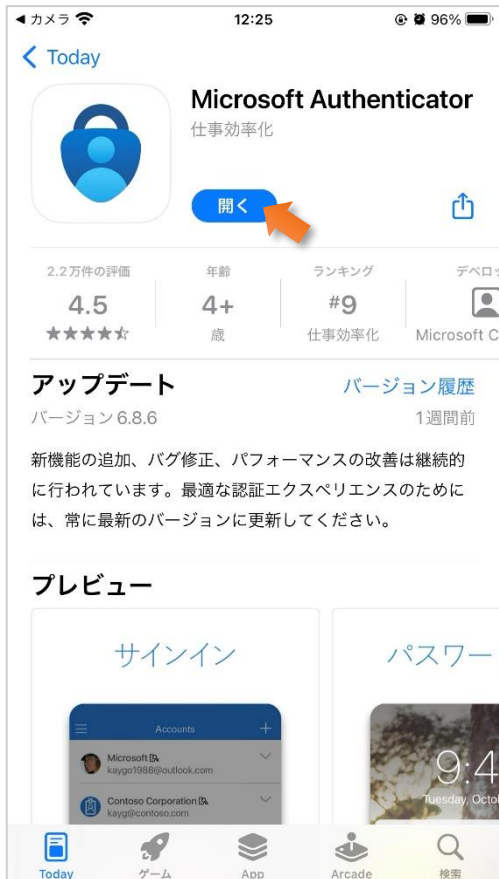 カメラ
12:25
96%
Today
Microsoft Authenticator
仕事効率化
開く
2.2万件の評価
年齢
ランキング
デベロッ
4.5
4+
#9
歳
仕事効率化
Microsoft C
アップデート
バージョン履歴
バージョン 6.8.6
1週間前
新機能の追加、バグ修正、パフォーマンスの改善は継続的
に行われています。最適な認証エクスペリエンスのために
は、常に最新のバージョンに更新してください。
プレビュー
サインイン
パスワー
Accounts
Microsoft
kaygo1988@outlook.com
9:4
Tuesday, Octo
Contoso Corporation
kayg@contoso.com
Today
ゲーム
App
Arcade
検索